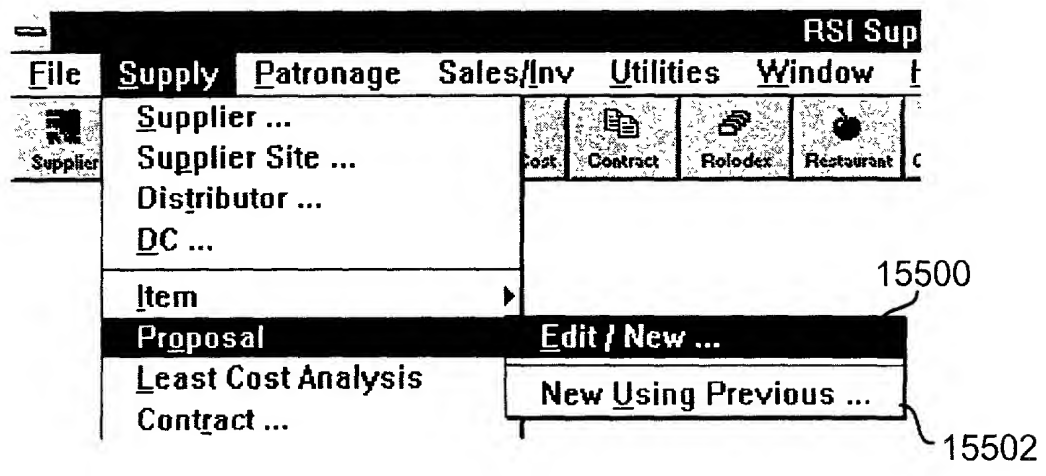 RSI Sup
File Supply Patronage Sales/Inv Utilities Window
Supplier Cost Contract Rolodex Restaurant
Supplier ...
Supplier Site ...
Distributor ...
DC ...
Item
Proposal
Least Cost Analysis
Contract ...
15500
Edit / New ...
New Using Previous ...
15502